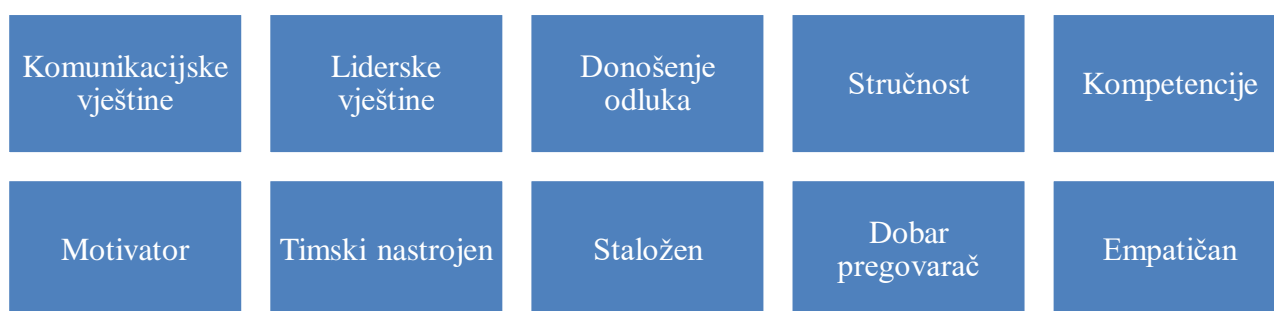 Komunikacijske
vještine
Liderske
vještine
Donošenje
odluka
Stručnost
Kompetencije
Motivator
Timski nastrojen
Staložen
Dobar
pregovarač
Empatičan